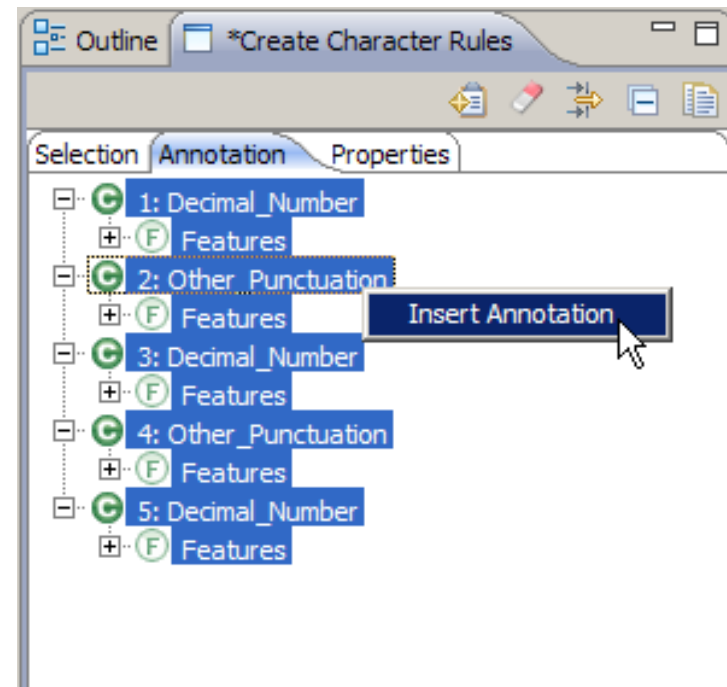 Outline *Create Character Rules
Selection Annotation Properties
C 1: Decimal_Number
F Features
C 2: Other_Punctuation
F Features
Insert Annotation
C 3: Decimal_Number
F Features
C 4: Other_Punctuation
F Features
C 5: Decimal_Number
F Features